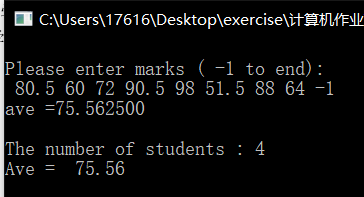 C:\Users\17616\Desktop\exercise\计算机作业
Please enter marks ( -1 to end):
80.5 60 72 90.5 98 51.5 88 64 -1
ave =75.562500
The number of students : 4
Ave =  75.56